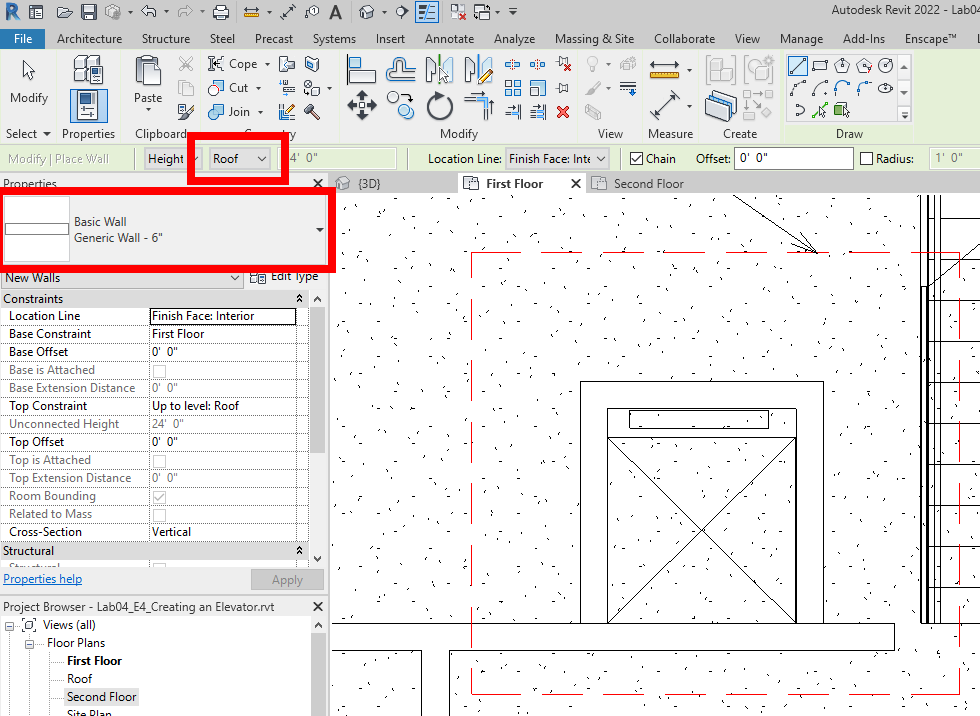 R A Autodesk Revit 2022 - Lab04
File Architecture Structure Steel Precast Systems Insert Annotate Analyze Massing & Site Collaborate View Manage Add-Ins Enscape™
Modify Paste Cope Cut Join
Select Properties Clipboard Modify View Measure Create Draw
Modify | Place Wall Height Roof 4' 0" Location Line: Finish Face: Inte Chain Offset: 0' 0" Radius: 1' 0"
Properties {3D} First Floor Second Floor
Basic Wall
Generic Wall - 6"
New Walls Edit Type
Constraints
Location Line Finish Face: Interior
Base Constraint First Floor
Base Offset 0' 0"
Base is Attached
Base Extension Distance 0' 0"
Top Constraint Up to level: Roof
Unconnected Height 24' 0"
Top Offset 0' 0"
Top is Attached
Top Extension Distance 0' 0"
Room Bounding
Related to Mass
Cross-Section Vertical
Structural
Structural
Properties help Apply
Project Browser - Lab04_E4_Creating an Elevator.rvt
Views (all)
Floor Plans
First Floor
Roof
Second Floor
Site Plan